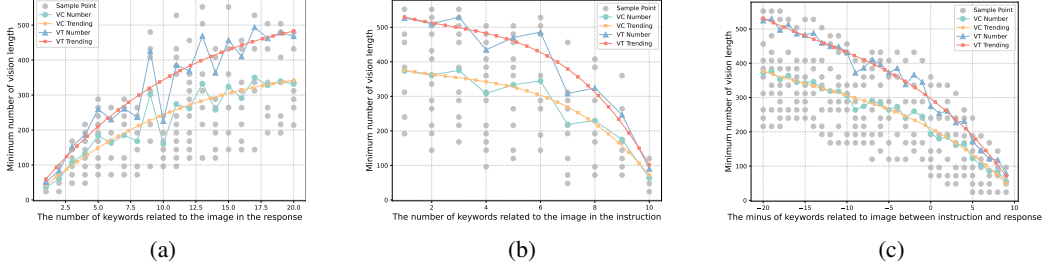 Minimum number of vision length
500
400
300
200
100
0
2.5
5.0
7.5
10.0
12.5
15.0
17.5
20.0
The number of keywords related to the image in the response
Sample Point
VC Number
VC Trending
VT Number
VT Trending
(a)
Minimum number of vision length
500
400
300
200
100
0
2
4
6
8
10
The number of keywords related to the image in the instruction
Sample Point
VC Number
VC Trending
VT Number
VT Trending
(b)
Minimum number of vision length
600
500
400
300
200
100
0
−20
−15
−10
−5
0
5
10
The minus of keywords related to image between instruction and response
Sample Point
VC Number
VC Trending
VT Number
VT Trending
(c)